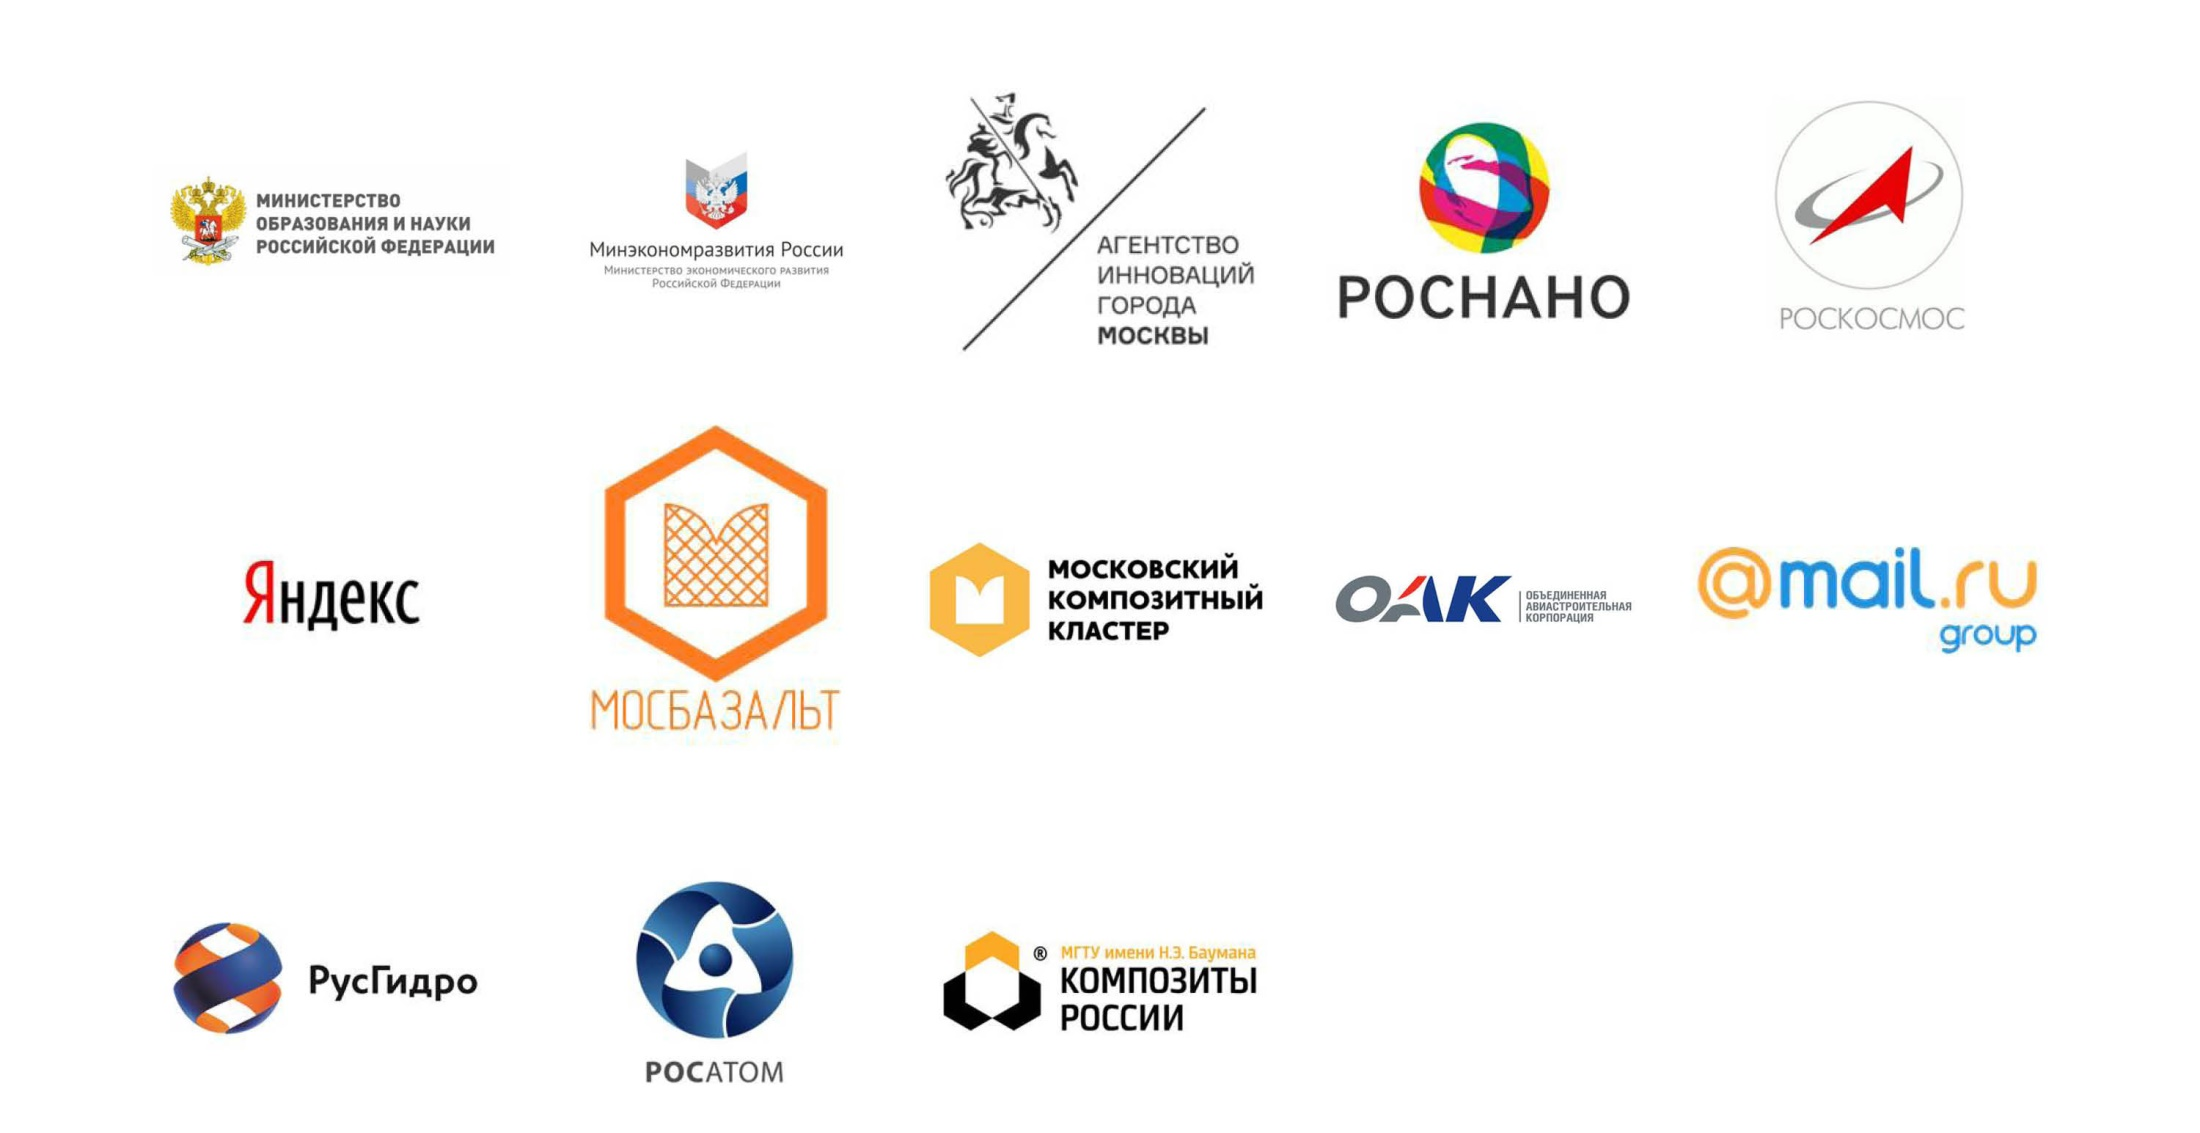 МИНИСТЕРСТВО
ОБРАЗОВАНИЯ И НАУКИ
РОССИЙСКОЙ ФЕДЕРАЦИИ
Минэкономразвития России
Министерство экономического развития
Российской Федерации
АГЕНТСТВО
ИННОВАЦИЙ
ГОРОДА
МОСКВЫ
РОСНАНО
РОСКОСМОС
Яндекс
МОСБАЗАЛЬТ
МОСКОВСКИЙ
КОМПОЗИТНЫЙ
КЛАСТЕР
ОАК
ОБЪЕДИНЕННАЯ
АВИАСТРОИТЕЛЬНАЯ
КОРПОРАЦИЯ
@mail.ru
group
РусГидро
РОСАТОМ
® МГТУ имени Н.Э. Баумана
КОМПОЗИТЫ
РОССИИ